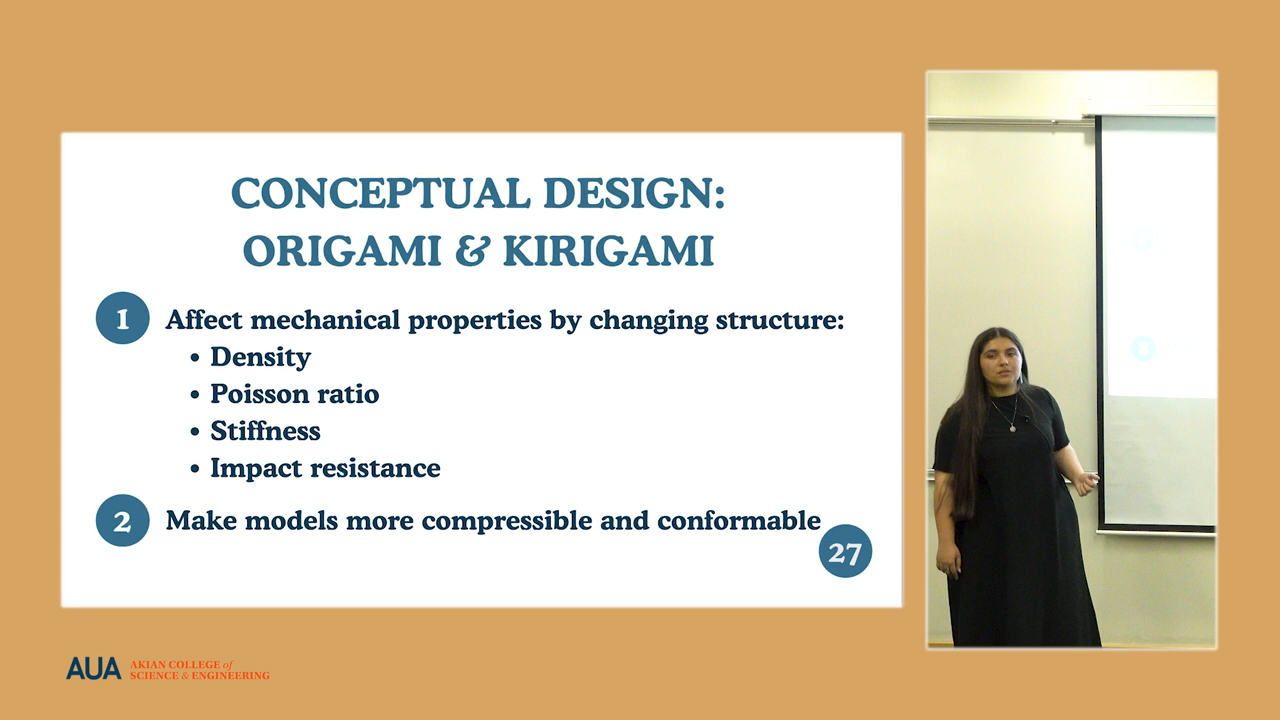 CONCEPTUAL DESIGN:
ORIGAMI & KIRIGAMI
1 Affect mechanical properties by changing structure:
• Density
• Poisson ratio
• Stiffness
• Impact resistance
2 Make models more compressible and conformable
27
AUA AKIAN COLLEGE of
SCIENCE & ENGINEERING